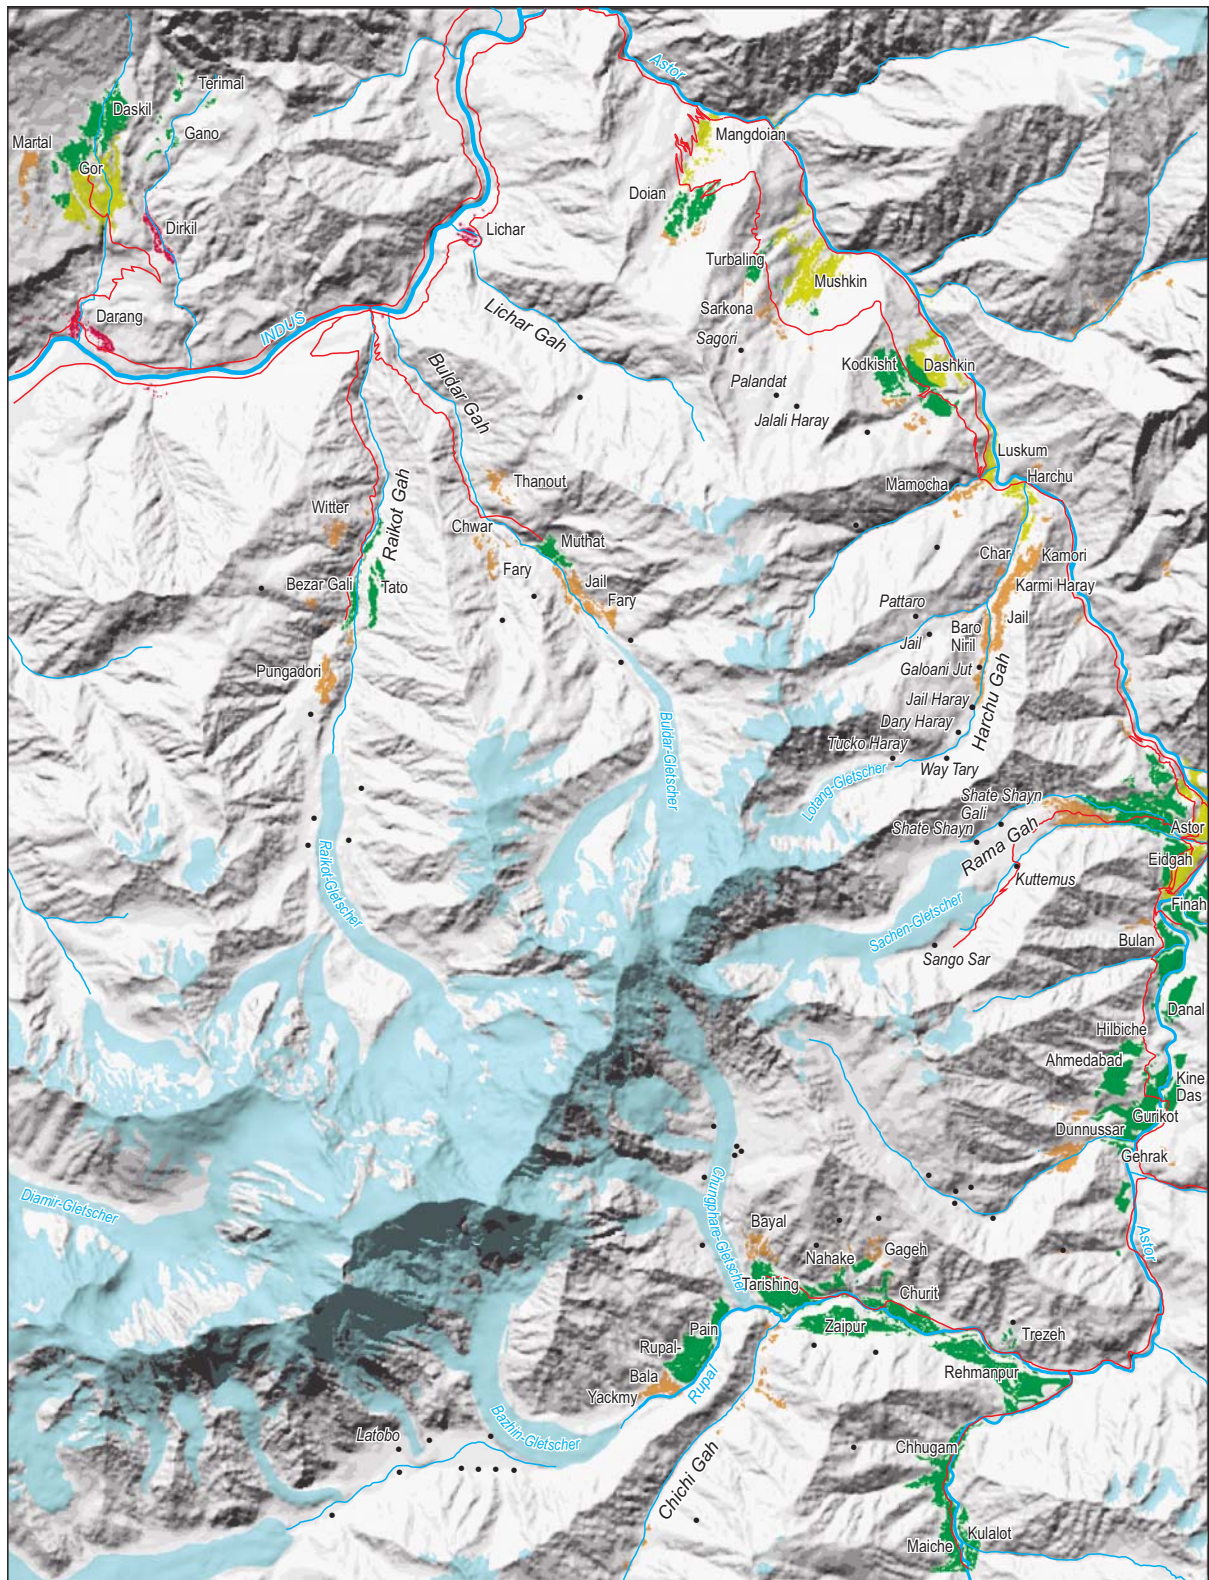 Astor
Terimal
Daskil
Gano
Martal
Mangdoian
Gor
Doian
Dirkil
Lichar
Turbaling
Mushkin
Sarkona
Darang
INDUS
Lichar Gah
Sagori
Kodkisht
Dashkin
Buldar Gah
Palandat
Jalali Haray
Luskum
Harchu
Thanout
Mamocha
Witter
Raikot Gah
Chwar
Muthat
Char
Kamori
Fary
Jail
Bezar Gali
Tato
Karmi Haray
Fary
Pattaro
Jail
Baro
Niril
Jail
Pungadori
Galoani Jut
Harchu Gah
Jail Haray
Dary Haray
Buldar-Gletscher
Tucko Haray
Way Tary
Lotang-Gletscher
Shate Shayn
Gali
Shate Shayn
Astor
Rama Gah
Eidgah
Raikot-Gletscher
Kuttemus
Finah
Sachen-Gletscher
Bulan
Sango Sar
Danal
Hilbiche
Ahmedabad
Kine
Das
Gurikot
Dunnussar
Gehrak
Diamir-Gletscher
Chungphare-Gletscher
Bayal
Astor
Nahake
Gageh
Tarishing
Churit
Pain
Zaipur
Trezeh
Rupal-
Bala
Rehmanpur
Yackmy
Rupal
Bazhin-Gletscher
Latobo
Chhugam
Chichi Gah
Kulalot
Maiche